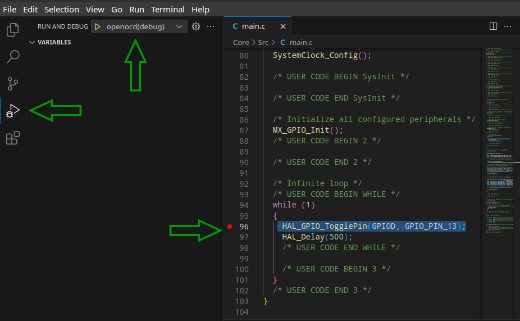 File Edit Selection View Go Run Terminal Help
RUN AND DEBUG openocd(debug)
VARIABLES
main.c
Core > Src > main.c
80 SystemClock_Config();
81
82 /* USER CODE BEGIN SysInit */
83
84 /* USER CODE END SysInit */
85
86 /* Initialize all configured peripherals */
87 MX_GPIO_Init();
88 /* USER CODE BEGIN 2 */
89
90 /* USER CODE END 2 */
91
92 /* Infinite loop */
93 /* USER CODE BEGIN WHILE */
94 while (1)
95 {
96 HAL_GPIO_TogglePin(GPIOD, GPIO_PIN_13);
97 HAL_Delay(500);
98 /* USER CODE END WHILE */
99
100 /* USER CODE BEGIN 3 */
101 }
102 /* USER CODE END 3 */
103 }
104